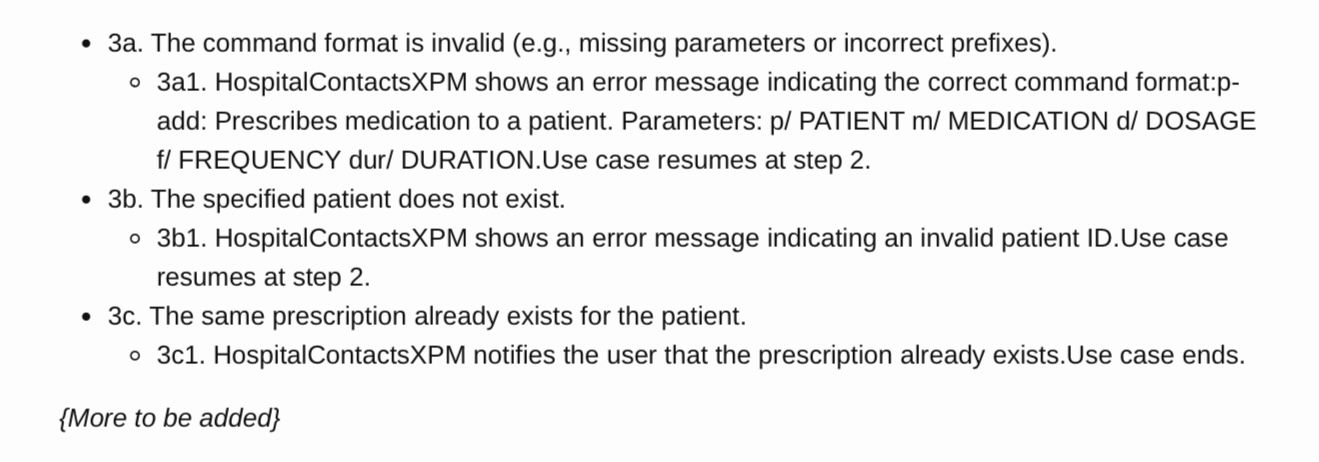 • 3a. The command format is invalid (e.g., missing parameters or incorrect prefixes).
○ 3a1. HospitalContactsXPM shows an error message indicating the correct command format:p-
add: Prescribes medication to a patient. Parameters: p/ PATIENT m/ MEDICATION d/ DOSAGE
f/ FREQUENCY dur/ DURATION.Use case resumes at step 2.
• 3b. The specified patient does not exist.
○ 3b1. HospitalContactsXPM shows an error message indicating an invalid patient ID.Use case
resumes at step 2.
• 3c. The same prescription already exists for the patient.
○ 3c1. HospitalContactsXPM notifies the user that the prescription already exists.Use case ends.
{More to be added}